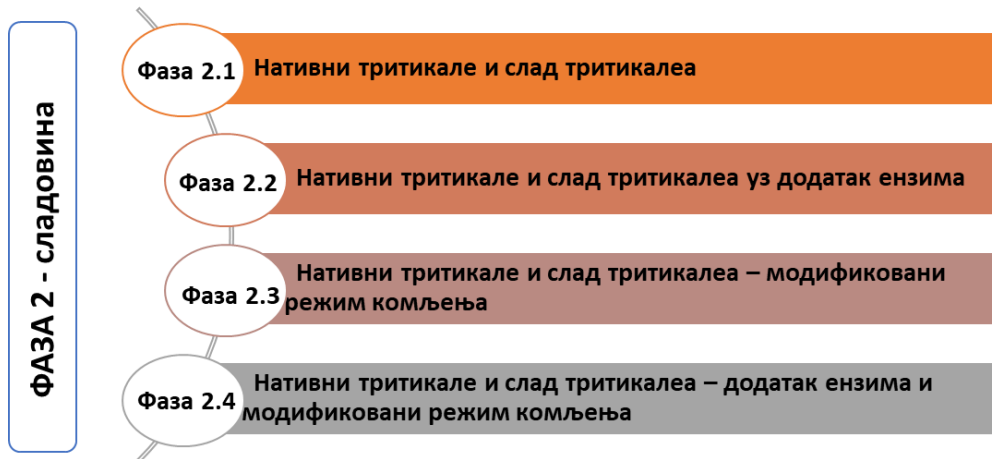 ФАЗА 2 - сладовина
Фаза 2.1
Нативни тритикале и слад тритикалеа
Фаза 2.2
Нативни тритикале и слад тритикалеа уз додатак ензима
Фаза 2.3
Нативни тритикале и слад тритикалеа – модификовани
режим комљења
Фаза 2.4
Нативни тритикале и слад тритикалеа – додатак ензима и
модификовани режим комљења